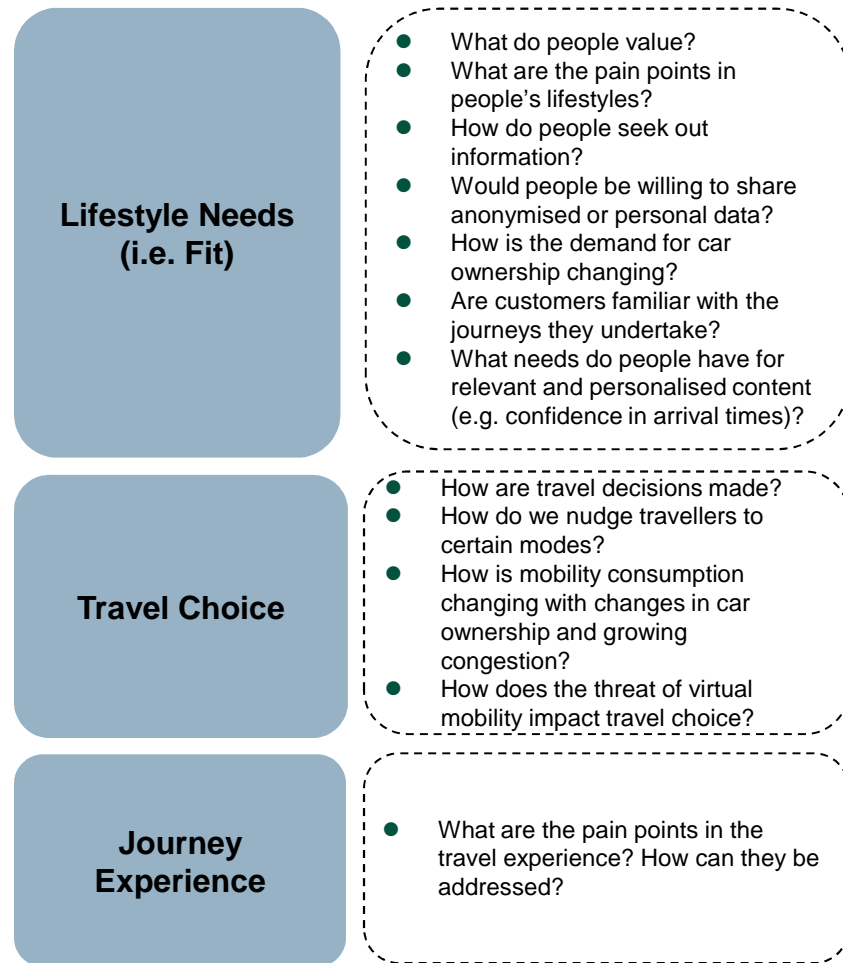 Lifestyle Needs
(i.e. Fit)
● What do people value?
● What are the pain points in
people’s lifestyles?
● How do people seek out
information?
● Would people be willing to share
anonymised or personal data?
● How is the demand for car
ownership changing?
● Are customers familiar with the
journeys they undertake?
● What needs do people have for
relevant and personalised content
(e.g. confidence in arrival times)?
Travel Choice
● How are travel decisions made?
● How do we nudge travellers to
certain modes?
● How is mobility consumption
changing with changes in car
ownership and growing
congestion?
● How does the threat of virtual
mobility impact travel choice?
Journey
Experience
● What are the pain points in the
travel experience? How can they be
addressed?